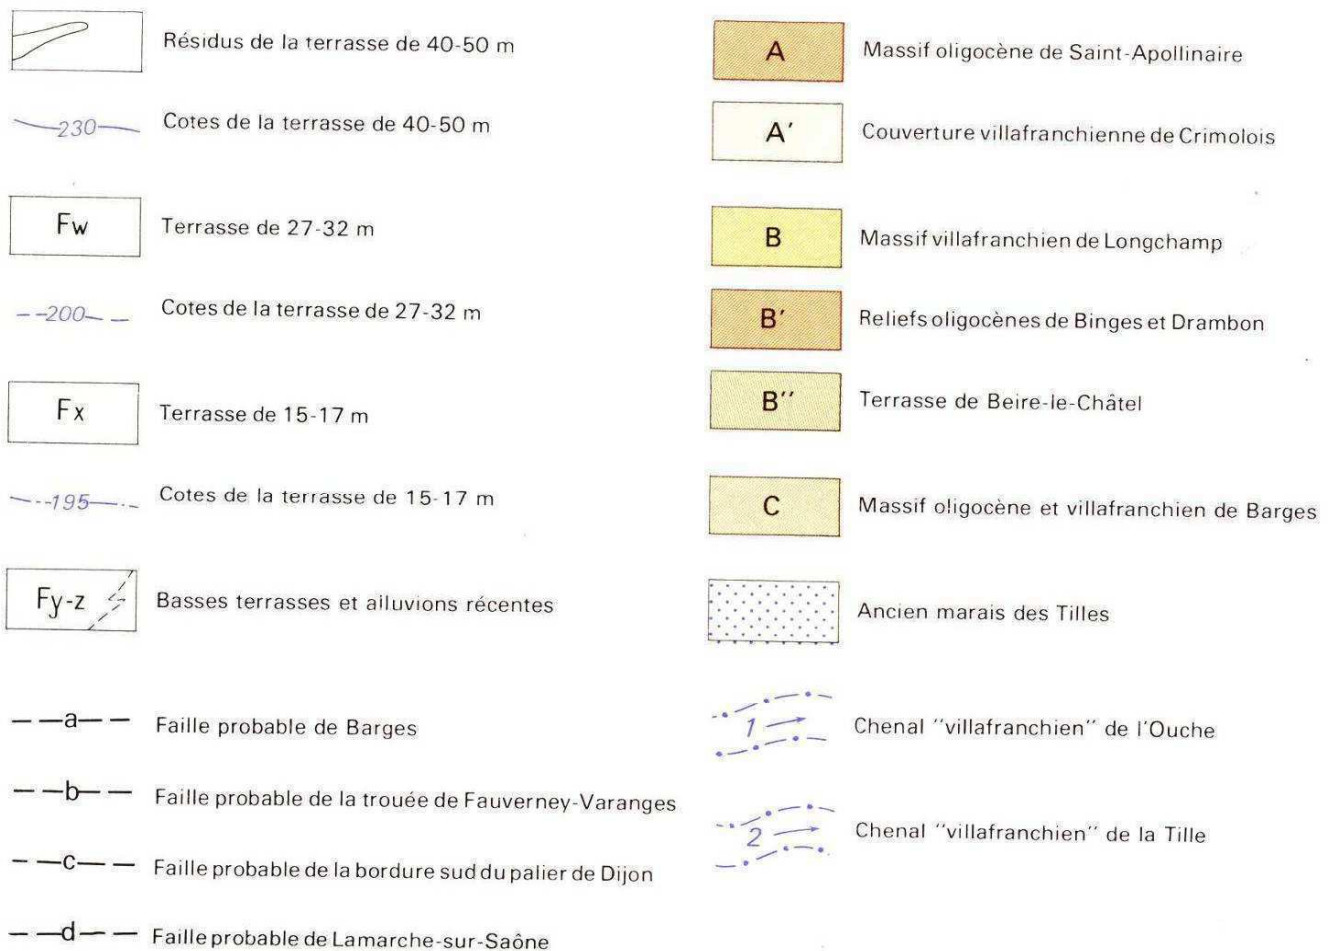 Résidus de la terrasse de 40-50 m
230
Cotes de la terrasse de 40-50 m
Fw
Terrasse de 27-32 m
200
Cotes de la terrasse de 27-32 m
Fx
Terrasse de 15-17 m
195
Cotes de la terrasse de 15-17 m
Fy-z
Basses terrasses et alluvions récentes
a
Faille probable de Barges
b
Faille probable de la trouée de Fauverney-Varanges
c
Faille probable de la bordure sud du palier de Dijon
d
Faille probable de Lamarche-sur-Saône
A
Massif oligocène de Saint-Apollinaire
A'
Couverture villafranchienne de Crimolois
B
Massif villafranchien de Longchamp
B'
Reliefs oligocènes de Binges et Drambon
B''
Terrasse de Beire-le-Châtel
C
Massif oligocène et villafranchien de Barges
Ancien marais des Tilles
1
Chenal "villafranchien" de l'Ouche
2
Chenal "villafranchien" de la Tille